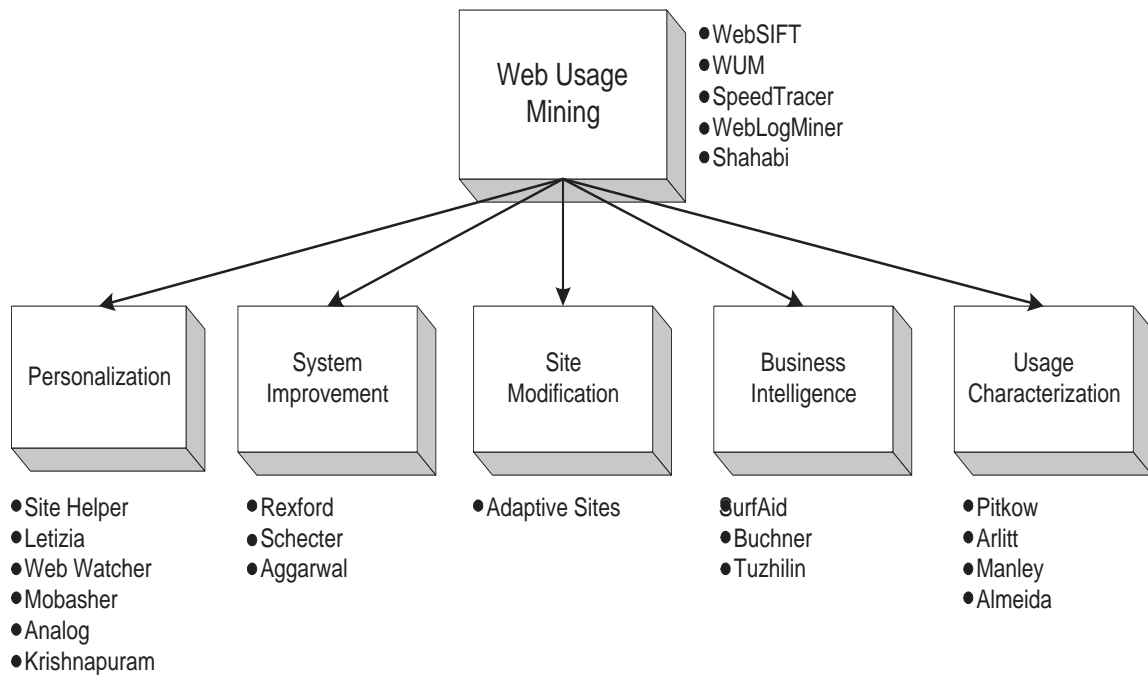 Web Usage
Mining
●WebSIFT
●WUM
●SpeedTracer
●WebLogMiner
●Shahabi
Personalization
System
Improvement
Site
Modification
Business
Intelligence
Usage
Characterization
●Site Helper
●Letizia
●Web Watcher
●Mobasher
●Analog
●Krishnapuram
●Rexford
●Schecter
●Aggarwal
●Adaptive Sites
●SurfAid
●Buchner
●Tuzhilin
●Pitkow
●Arlitt
●Manley
●Almeida